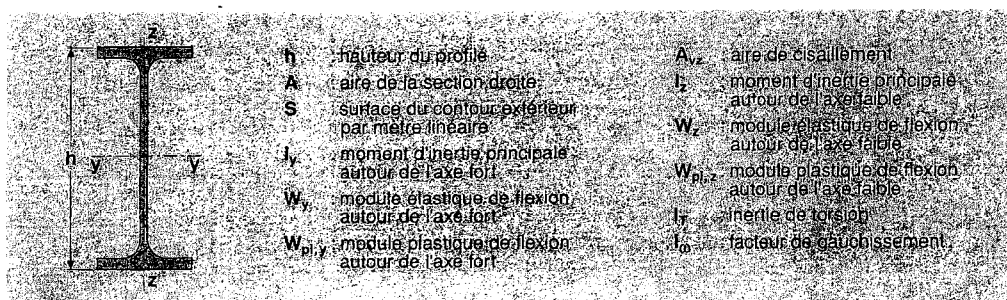 z
h
y
y
z
h : hauteur du profilé
A : aire de la section droite
S : surface du contour extérieur
par mètre linéaire
Iy : moment d'inertie principale
autour de l'axe fort
Wy : module élastique de flexion
autour de l'axe fort
Wpl,y : module plastique de flexion
autour de l'axe fort
Avz : aire de cisaillement
Iz : moment d'inertie principale
autour de l'axe faible
Wz : module élastique de flexion
autour de l'axe faible
Wpl,z : module plastique de flexion
autour de l'axe faible
IT : inertie de torsion
Iω : facteur de gauchissement